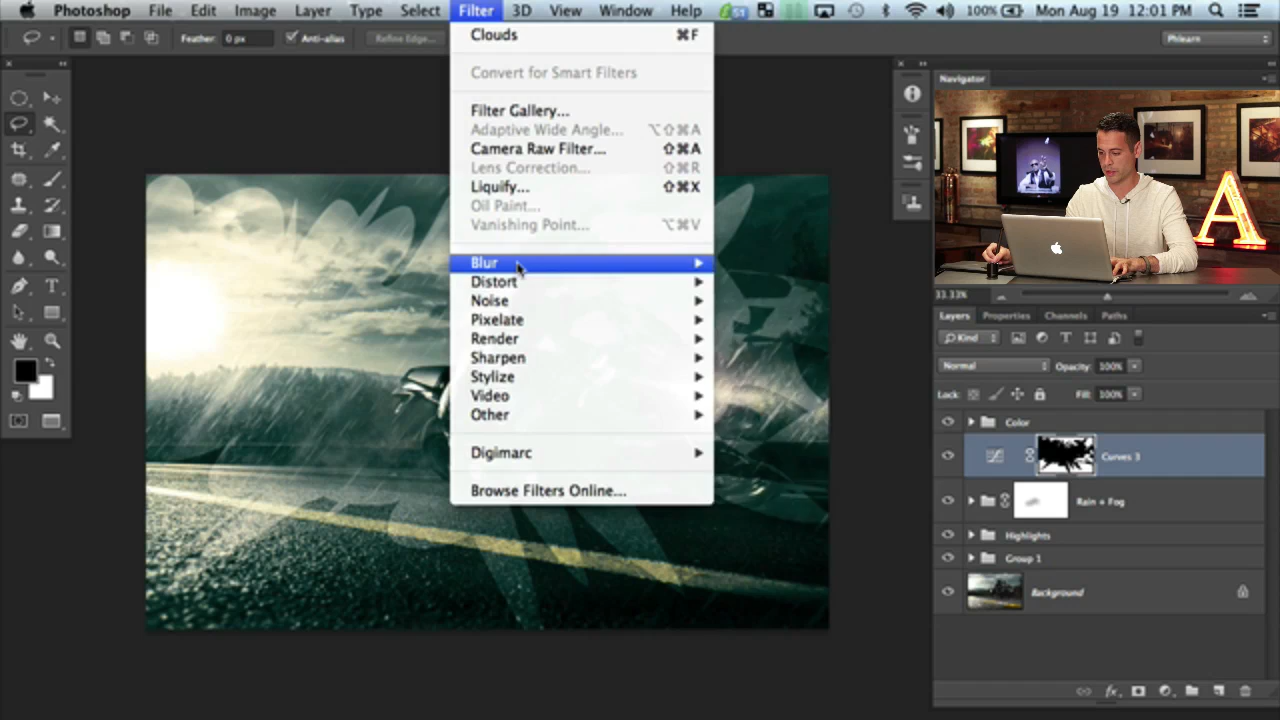 Photoshop File Edit Image Layer Type Select Filter 3D View Window Help 100% Mon Aug 19 12:01 PM
Feather: 0 px Anti-alias Refine Edge... Phlearn
Clouds ⌘F
Convert for Smart Filters
Filter Gallery...
Adaptive Wide Angle... ⌥⇧⌘A
Camera Raw Filter... ⇧⌘A
Lens Correction... ⇧⌘R
Liquify... ⇧⌘X
Oil Paint...
Vanishing Point... ⌥⌘V
Blur
Distort
Noise
Pixelate
Render
Sharpen
Stylize
Video
Other
Digimarc
Browse Filters Online...
Navigator
A
33.33%
Layers Properties Channels Paths
Kind
Normal Opacity: 100%
Lock: Fill: 100%
Color
Curves 3
Rain + Fog
Highlights
Group 1
Background